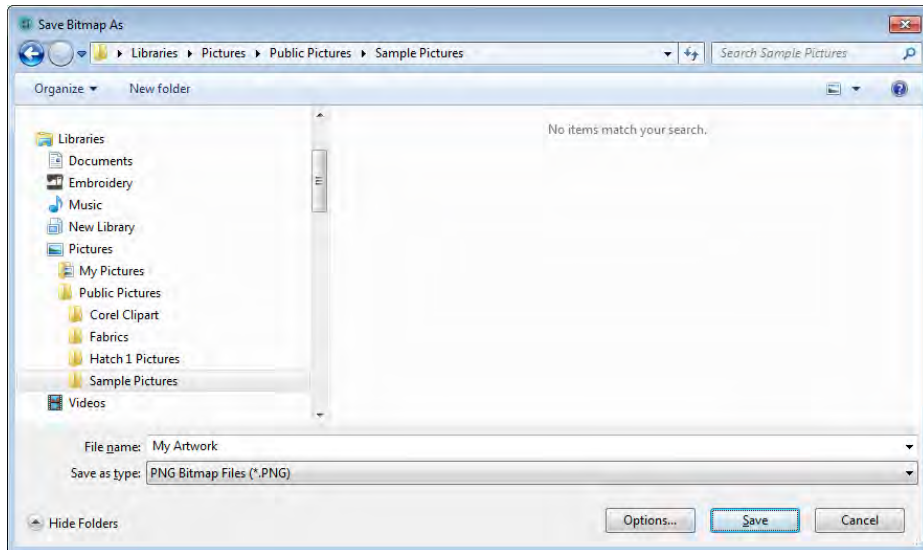 Save Bitmap As
Libraries Pictures Public Pictures Sample Pictures Search Sample Pictures
Organize New folder
No items match your search.
Libraries
Documents
Embroidery
Music
New Library
Pictures
My Pictures
Public Pictures
Corel Clipart
Fabrics
Hatch 1 Pictures
Sample Pictures
Videos
File name: My Artwork
Save as type: PNG Bitmap Files (*.PNG)
Hide Folders Options... Save Cancel